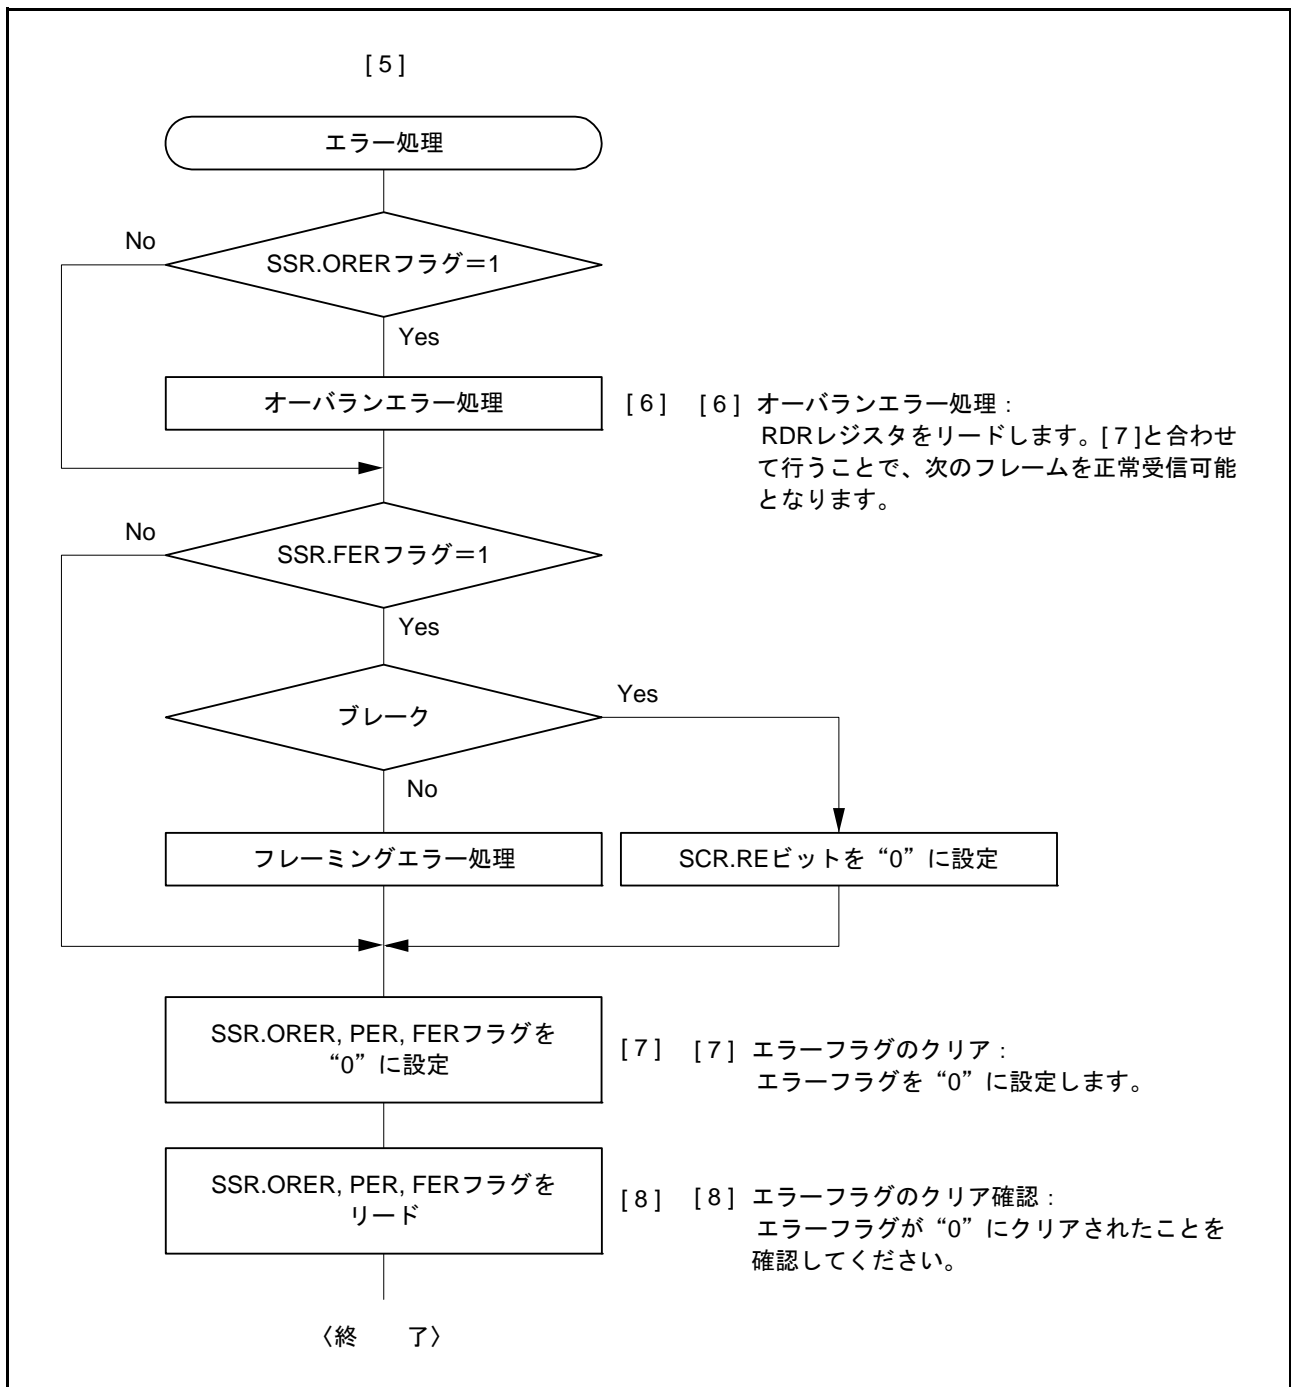 [ 5 ]
エラー処理
No
SSR.ORERフラグ＝1
Yes
オーバランエラー処理
[ 6 ]
[ 6 ] オーバランエラー処理：
RDRレジスタをリードします。[ 7 ]と合わせ
て行うことで、次のフレームを正常受信可能
となります。
No
SSR.FERフラグ＝1
Yes
ブレーク
Yes
No
フレーミングエラー処理
SCR.REビットを“0”に設定
SSR.ORER, PER, FERフラグを
“0”に設定
[ 7 ]
[ 7 ] エラーフラグのクリア：
エラーフラグを“0”に設定します。
SSR.ORER, PER, FERフラグを
リード
[ 8 ]
[ 8 ] エラーフラグのクリア確認：
エラーフラグが“0”にクリアされたことを
確認してください。
〈終　　了〉